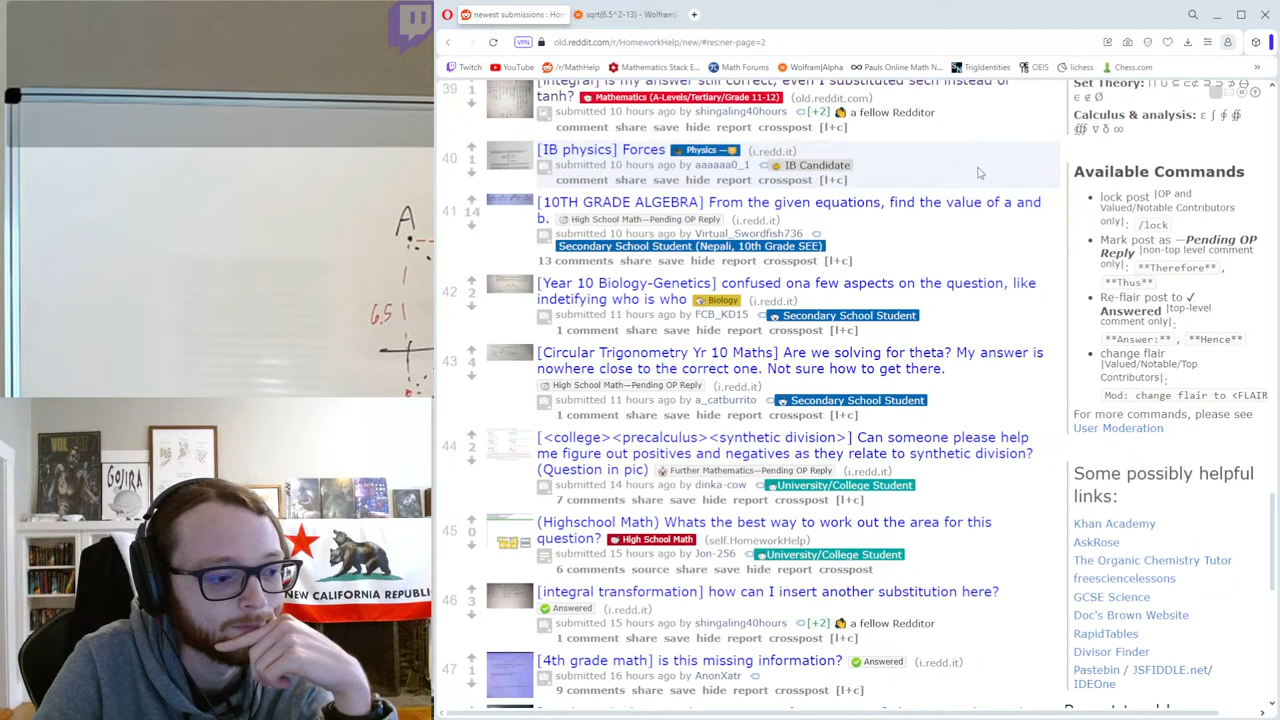 newest submissions : Hom
sqrt(6.5^2-13) - Wolfram|
VPN
old.reddit.com/r/HomeworkHelp/new/#res:ner-page=2
Twitch
YouTube
/r/MathHelp
Mathematics Stack E...
Math Forums
Wolfram|Alpha
Pauls Online Math N...
TrigIdentities
OEIS
lichess
Chess.com
A
6.5
VOL
GOJIRA
NEW CALIFORNIA REPUBLI
39
1
[integral] is my answer still correct, even I substituted sech instead of
tanh? Mathematics (A-Levels/Tertiary/Grade 11-12) (old.reddit.com)
submitted 10 hours ago by shingaling40hours [+2] a fellow Redditor
comment share save hide report crosspost [l+c]
40
1
[IB physics] Forces Physics — (i.redd.it)
submitted 10 hours ago by aaaaaa0_1 IB Candidate
comment share save hide report crosspost [l+c]
41
14
[10TH GRADE ALGEBRA] From the given equations, find the value of a and
b. High School Math—Pending OP Reply (i.redd.it)
submitted 10 hours ago by Virtual_Swordfish736
Secondary School Student (Nepali, 10th Grade SEE)
13 comments share save hide report crosspost [l+c]
42
2
[Year 10 Biology-Genetics] confused ona few aspects on the question, like
indetifying who is who Biology (i.redd.it)
submitted 11 hours ago by FCB_KD15 Secondary School Student
1 comment share save hide report crosspost [l+c]
43
4
[Circular Trigonometry Yr 10 Maths] Are we solving for theta? My answer is
nowhere close to the correct one. Not sure how to get there.
High School Math—Pending OP Reply (i.redd.it)
submitted 11 hours ago by a_catburrito Secondary School Student
1 comment share save hide report crosspost [l+c]
44
2
[<college><precalculus><synthetic division>] Can someone please help
me figure out positives and negatives as they relate to synthetic division?
(Question in pic) Further Mathematics—Pending OP Reply (i.redd.it)
submitted 14 hours ago by dinka-cow University/College Student
7 comments share save hide report crosspost [l+c]
45
0
(Highschool Math) Whats the best way to work out the area for this
question? High School Math (self.HomeworkHelp)
submitted 15 hours ago by Jon-256 University/College Student
6 comments source share save hide report crosspost
46
3
[integral transformation] how can I insert another substitution here?
Answered (i.redd.it)
submitted 15 hours ago by shingaling40hours [+2] a fellow Redditor
1 comment share save hide report crosspost [l+c]
47
1
[4th grade math] is this missing information? Answered (i.redd.it)
submitted 16 hours ago by AnonXatr
9 comments share save hide report crosspost [l+c]
Set Theory:
∈ ∉ ∅
Calculus & analysis: ε ∫ ∮ ∯
∰ ∇ δ ∞
Available Commands
lock post |OP and
Valued/Notable Contributors
only|: /lock
Mark post as —Pending OP
Reply |non-top level comment
only|: **Therefore**,
**Thus**
Re-flair post to ✓
Answered |top-level
comment only|:
**Answer:**, **Hence**
change flair
|Valued/Notable/Top
Contributors|.
Mod: change flair to <FLAIR
For more commands, please see
User Moderation
Some possibly helpful
links:
Khan Academy
AskRose
The Organic Chemistry Tutor
freesciencelessons
GCSE Science
Doc's Brown Website
RapidTables
Divisor Finder
Pastebin / JSFIDDLE.net/
IDEOne